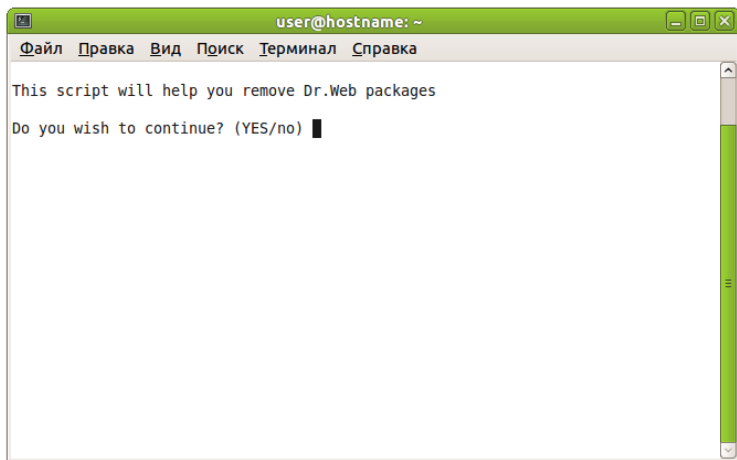 user@hostname: ~
Файл Правка Вид Поиск Терминал Справка
This script will help you remove Dr.Web packages
Do you wish to continue? (YES/no)